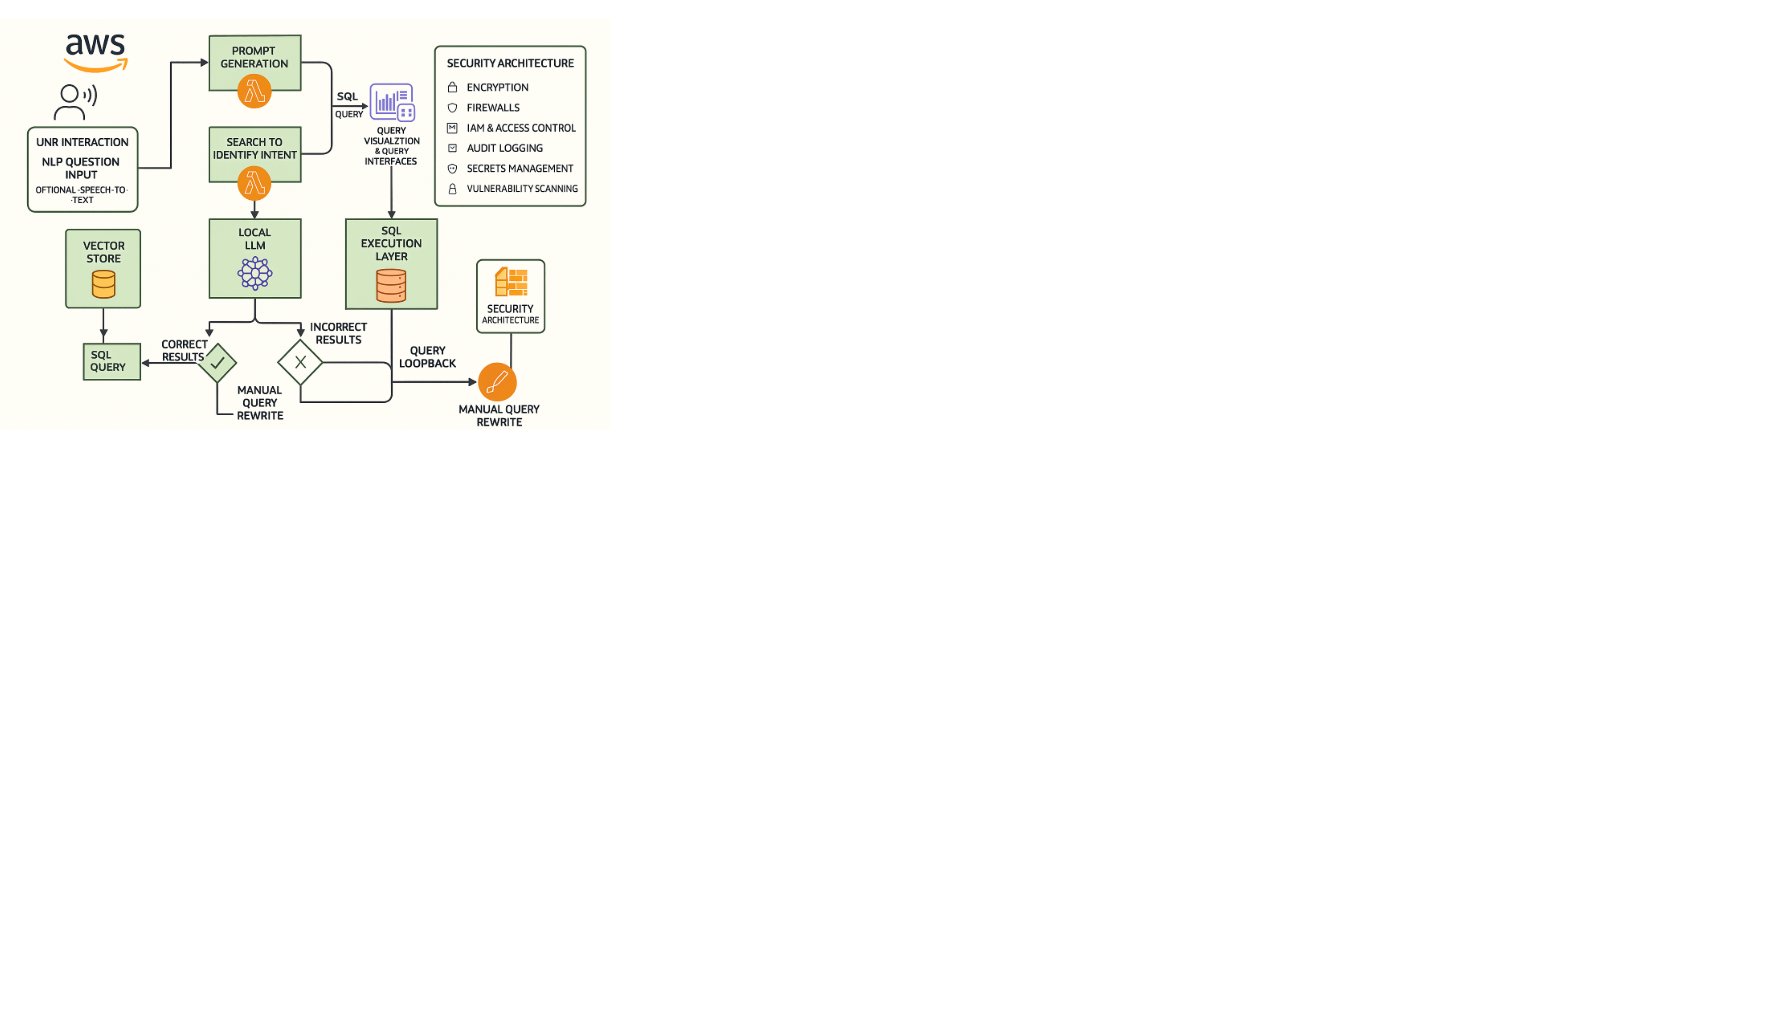 aws
UNR INTERACTION
NLP QUESTION
INPUT
OFTIONAL ·SPEECH·TO·
·TEXT
PROMPT
GENERATION
SEARCH TO
IDENTIFY INTENT
SQL
QUERY
QUERY
VISUALZTION
& QUERY
INTERFACES
SECURITY ARCHITECTURE
ENCRYPTION
FIREWALLS
IAM & ACCESS CONTROL
AUDIT LOGGING
SECRETS MANAGEMENT
VULNERABILITY SCANNING
VECTOR
STORE
LOCAL
LLM
SQL
EXECUTION
LAYER
SECURITY
ARCHITECTURE
SQL
QUERY
CORRECT
RESULTS
INCORRECT
RESULTS
QUERY
LOOPBACK
MANUAL
QUERY
REWRITE
MANUAL QUERY
REWRITE